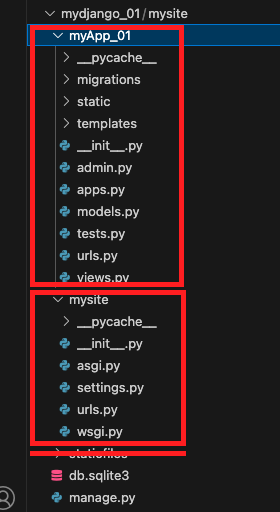 mydjango_01 / mysite
myApp_01
__pycache__
migrations
static
templates
__init__.py
admin.py
apps.py
models.py
tests.py
urls.py
views.py
mysite
__pycache__
__init__.py
asgi.py
settings.py
urls.py
wsgi.py
staticfiles
db.sqlite3
manage.py